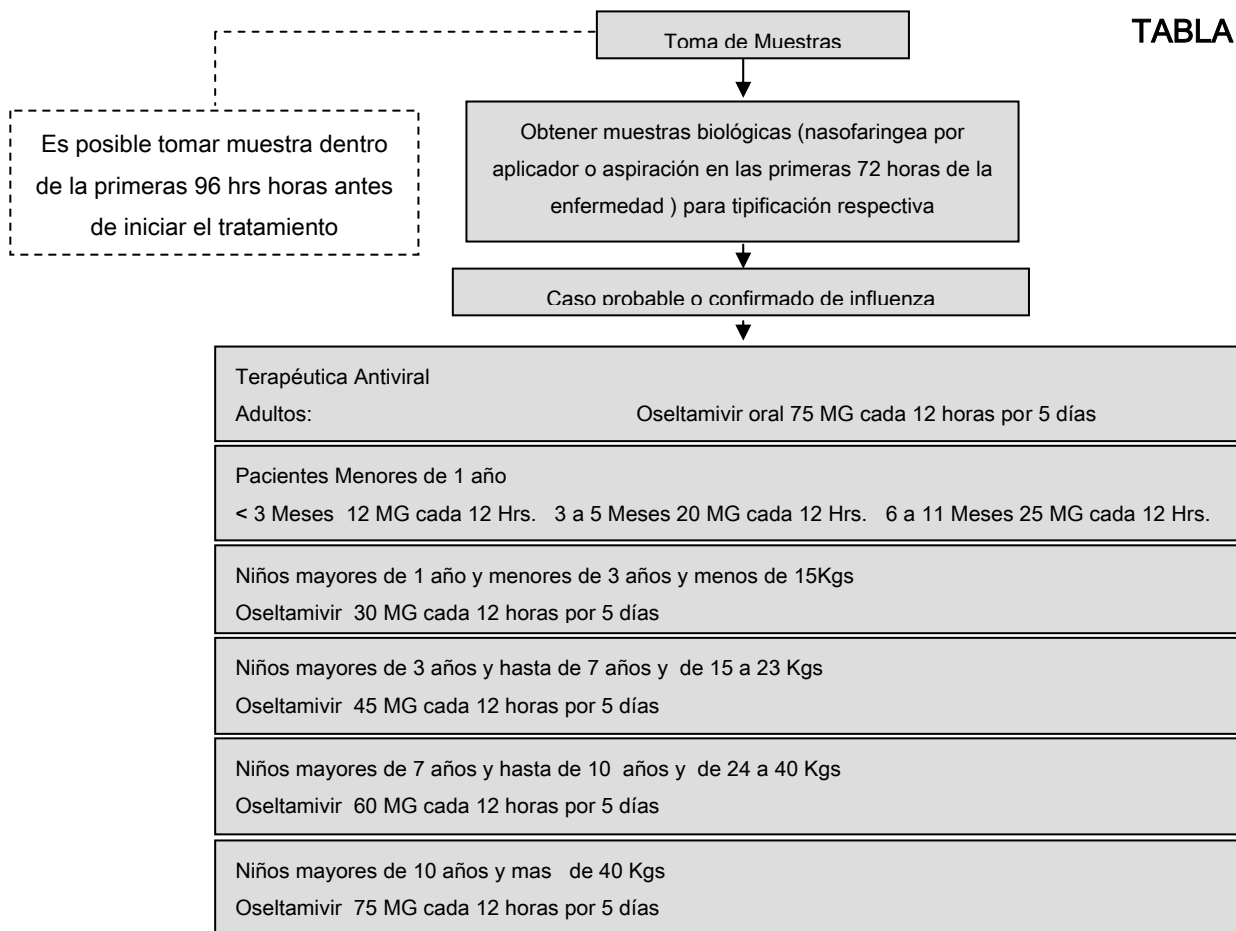 TABLA
Toma de Muestras
Es posible tomar muestra dentro
de la primeras 96 hrs horas antes
de iniciar el tratamiento
Obtener muestras biológicas (nasofaringea por
aplicador o aspiración en las primeras 72 horas de la
enfermedad ) para tipificación respectiva
Caso probable o confirmado de influenza
Terapéutica Antiviral
Adultos: Oseltamivir oral 75 MG cada 12 horas por 5 días
Pacientes Menores de 1 año
< 3 Meses 12 MG cada 12 Hrs. 3 a 5 Meses 20 MG cada 12 Hrs. 6 a 11 Meses 25 MG cada 12 Hrs.
Niños mayores de 1 año y menores de 3 años y menos de 15Kgs
Oseltamivir 30 MG cada 12 horas por 5 días
Niños mayores de 3 años y hasta de 7 años y de 15 a 23 Kgs
Oseltamivir 45 MG cada 12 horas por 5 días
Niños mayores de 7 años y hasta de 10 años y de 24 a 40 Kgs
Oseltamivir 60 MG cada 12 horas por 5 días
Niños mayores de 10 años y mas de 40 Kgs
Oseltamivir 75 MG cada 12 horas por 5 días